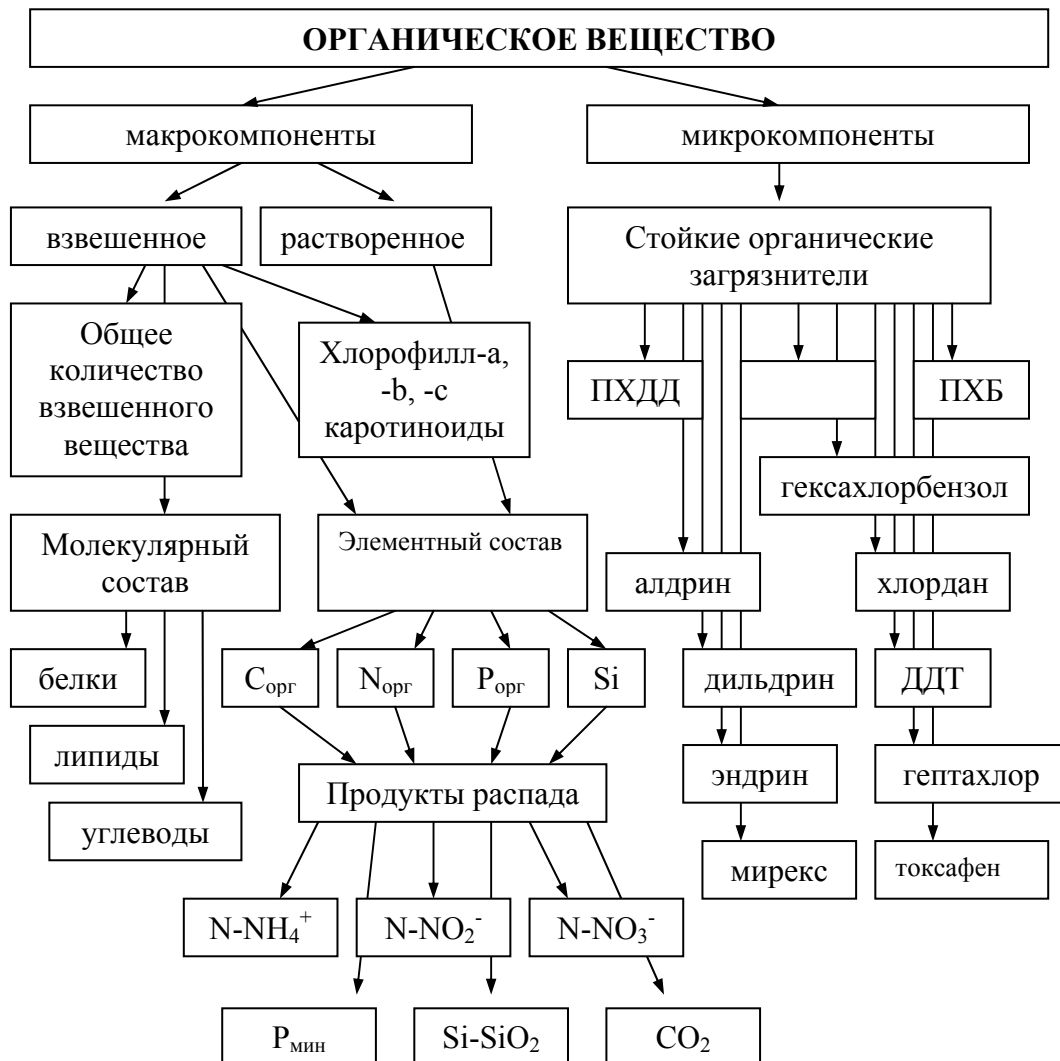 ОРГАНИЧЕСКОЕ ВЕЩЕСТВО
макрокомпоненты
микрокомпоненты
взвешенное
растворенное
Стойкие органические
загрязнители
Общее
количество
взвешенного
вещества
Хлорофилл-a,
-b, -c
каротиноиды
ПХДД
ПХБ
гексахлорбензол
Молекулярный
состав
Элементный состав
алдрин
хлордан
белки
Cорг
Nорг
Pорг
Si
дильдрин
ДДТ
липиды
Продукты распада
эндрин
гептахлор
углеводы
мирекс
токсафен
N-NH₄⁺
N-NO₂⁻
N-NO₃⁻
Pмин
Si-SiO₂
CO₂